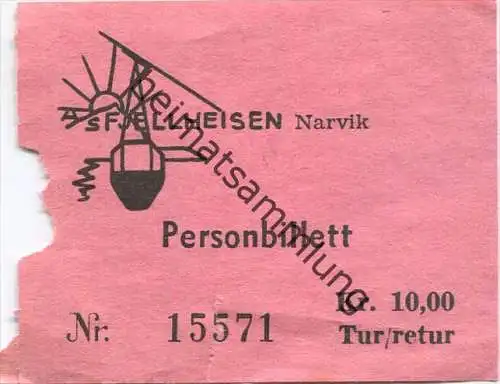 A/S FJELLHEISEN Narvik
Personbillett
Kr. 10,00
Nr. 15571 Tur/retur
heimatsammlung